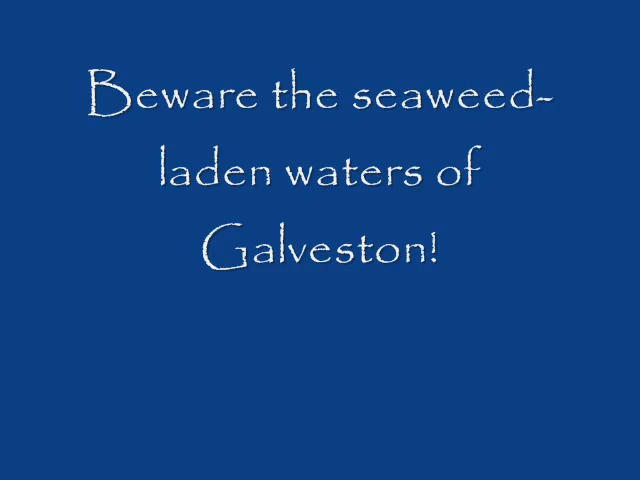 Beware the seaweed-
laden waters of
Galveston!